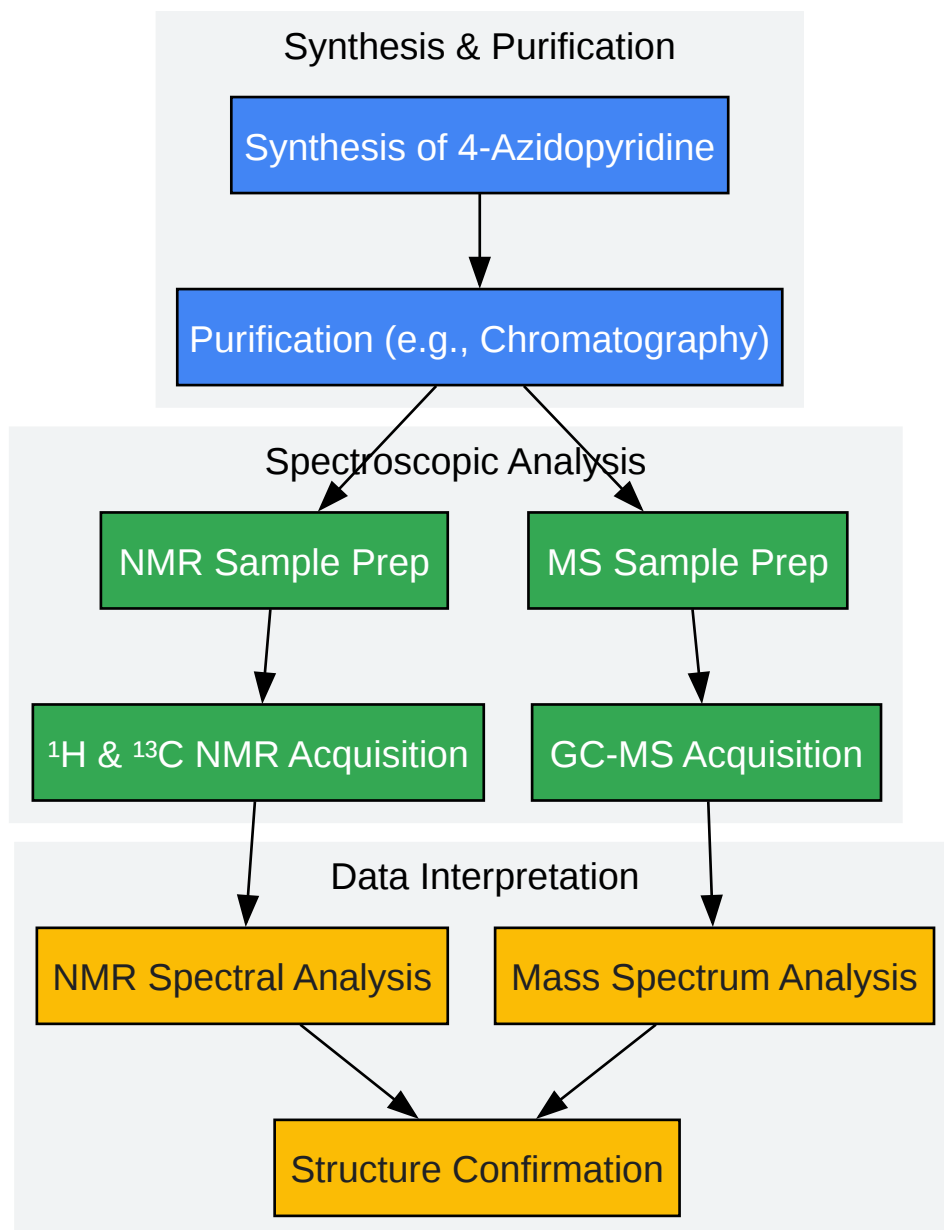 Synthesis & Purification
Synthesis of 4-Azidopyridine
Purification (e.g., Chromatography)
Spectroscopic Analysis
NMR Sample Prep
MS Sample Prep
¹H & ¹³C NMR Acquisition
GC-MS Acquisition
Data Interpretation
NMR Spectral Analysis
Mass Spectrum Analysis
Structure Confirmation